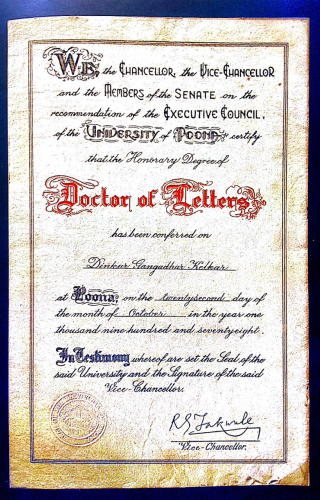 WE, the CHANCELLOR, the VICE-CHANCELLOR
and the MEMBERS of the SENATE on the
recommendation of the EXECUTIVE COUNCIL,
of the UNIVERSITY of POONA certify
that the Honorary Degree of
Doctor of Letters
has been conferred on
Dinkar Gangadhar Kelkar
at Poona, on the twentysecond day of
the month of October in the year one
thousand nine hundred and seventyeight.
In Testimony whereof are set the Seal of the
said University and the Signature of the said
Vice-Chancellor.
Vice-Chancellor.